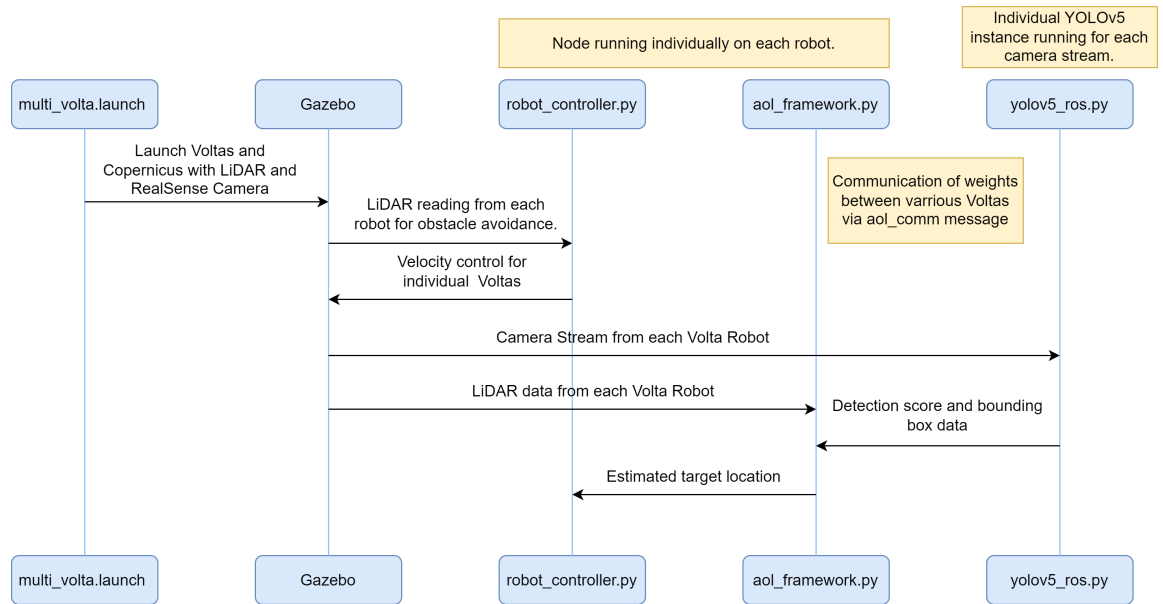 Node running individually on each robot.
Individual YOLOv5
instance running for each
camera stream.
multi_volta.launch
Gazebo
robot_controller.py
aol_framework.py
yolov5_ros.py
Launch Voltas and
Copernicus with LiDAR and
RealSense Camera
LiDAR reading from each
robot for obstacle avoidance.
Communication of weights
between varrious Voltas
via aol_comm message
Velocity control for
individual Voltas
Camera Stream from each Volta Robot
LiDAR data from each Volta Robot
Detection score and bounding
box data
Estimated target location
multi_volta.launch
Gazebo
robot_controller.py
aol_framework.py
yolov5_ros.py